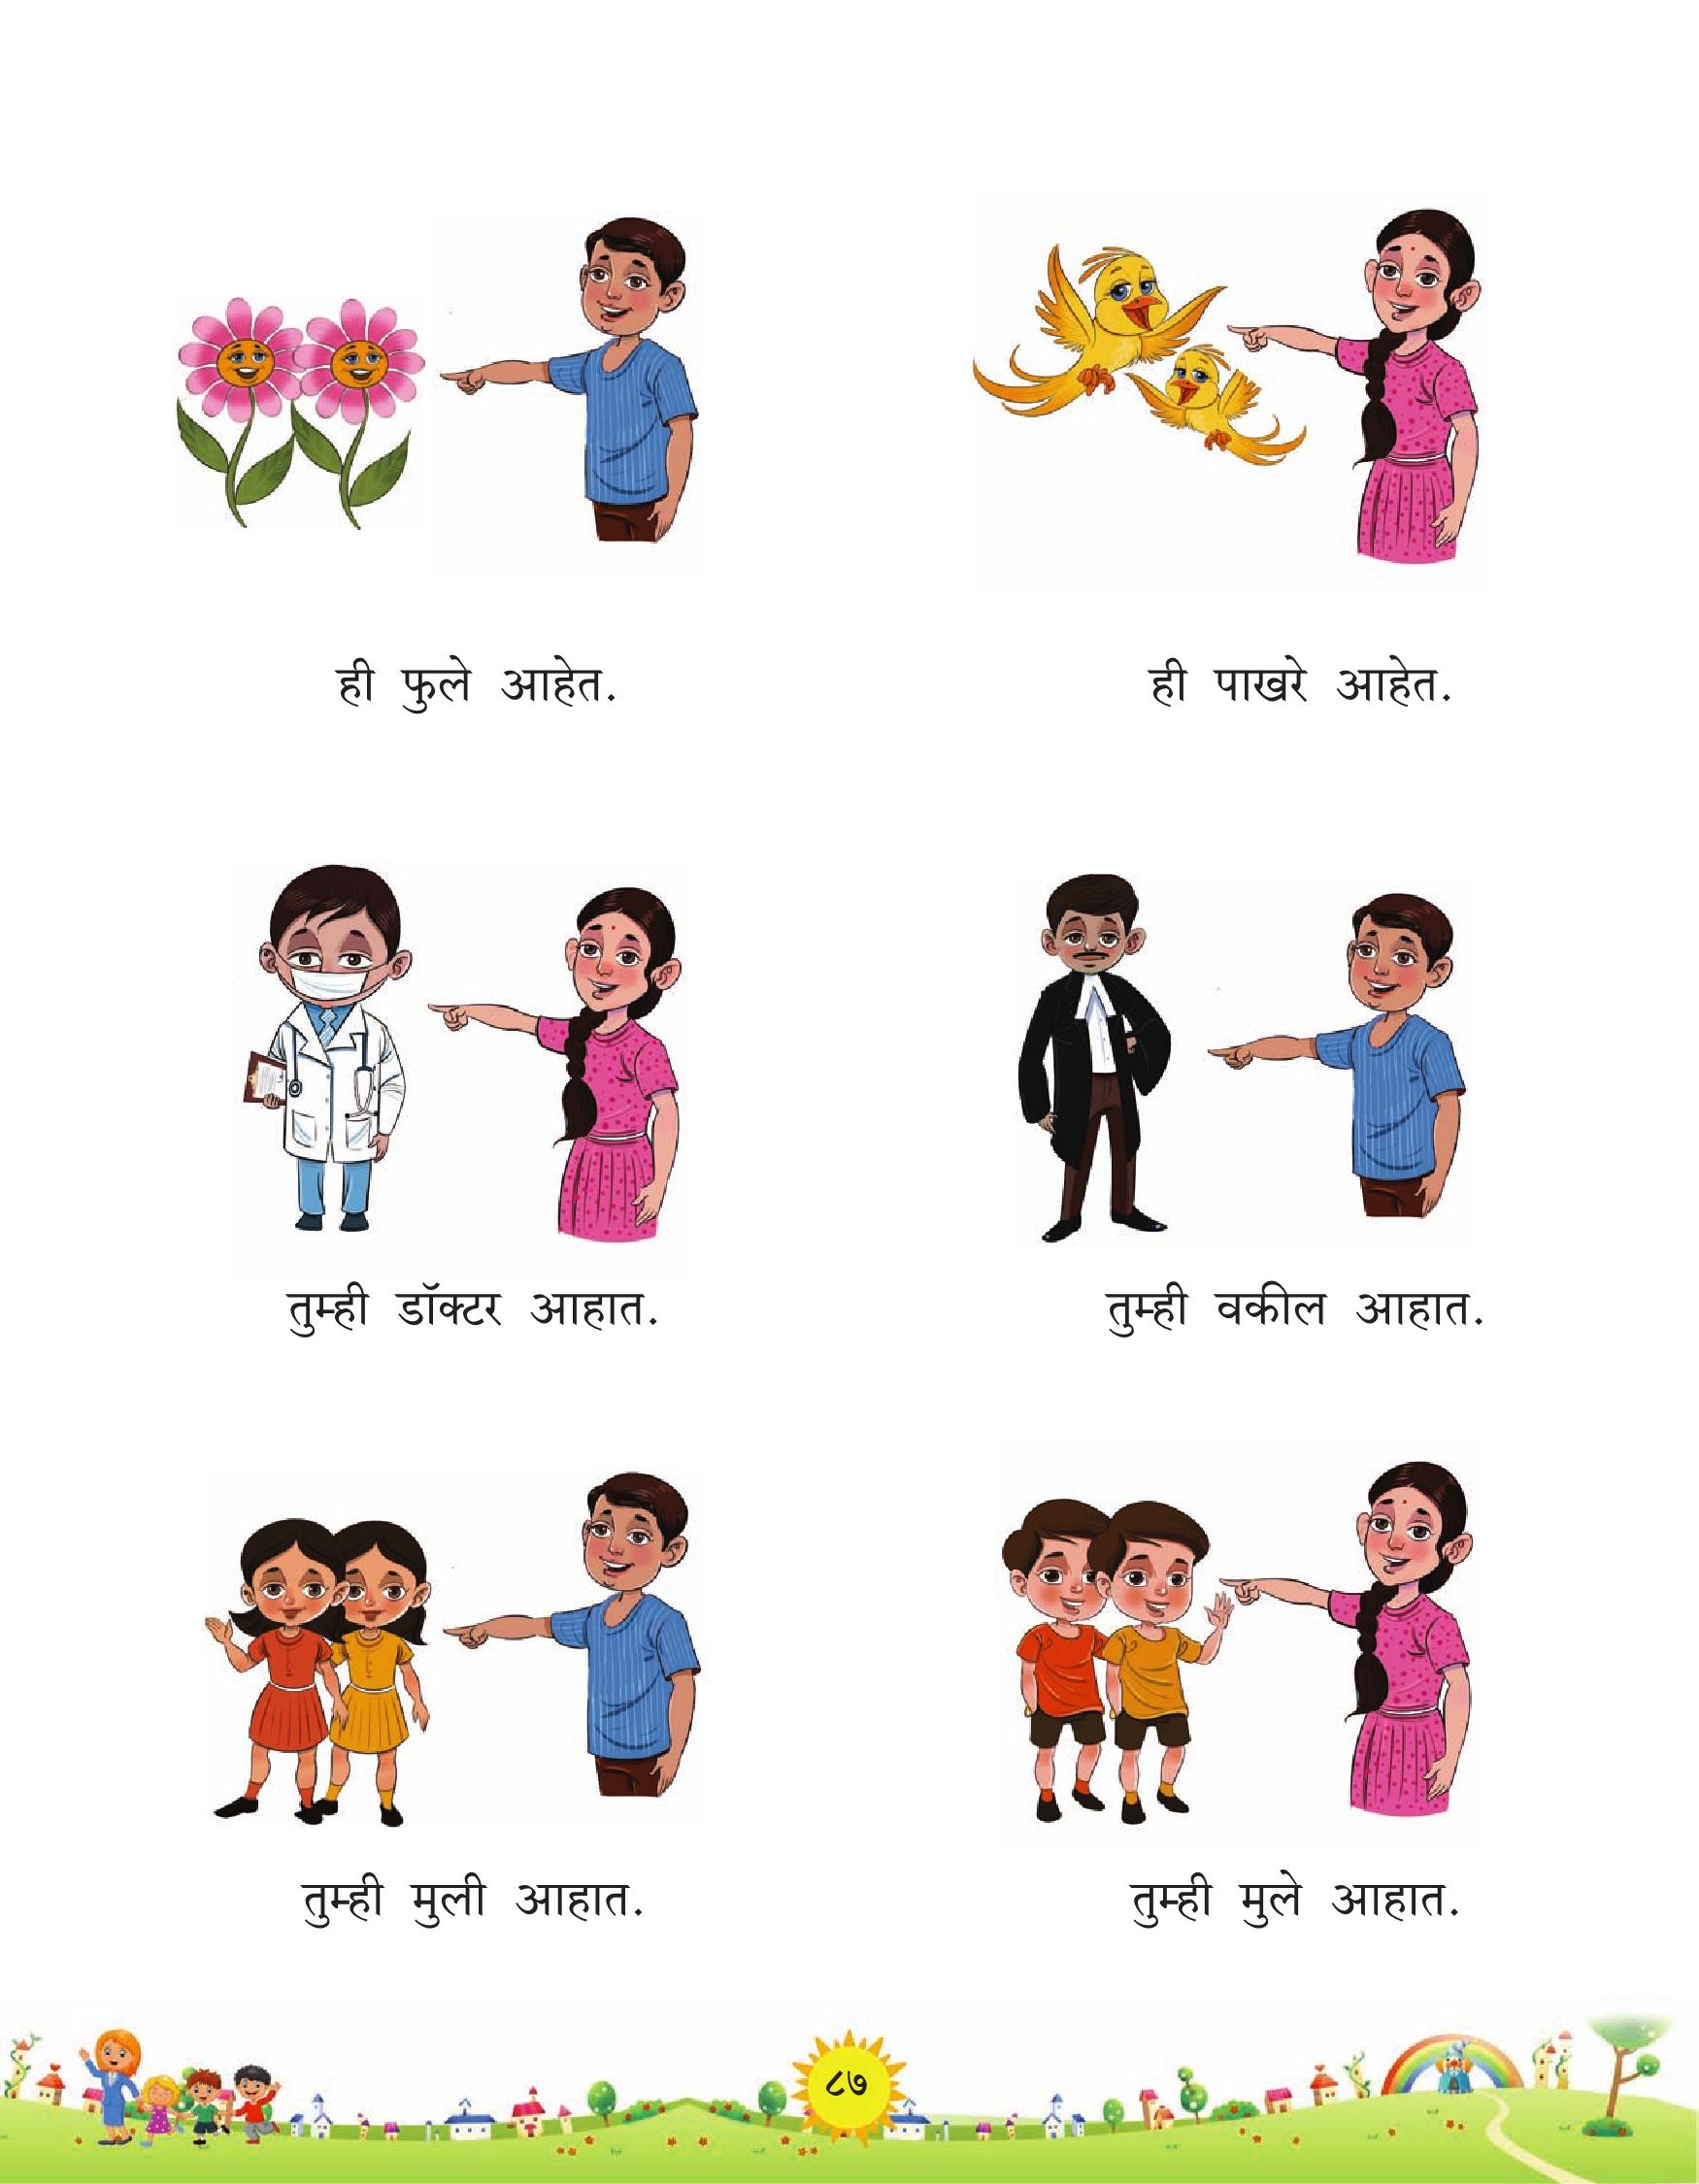 ही फुले आहेत.
ही पाखरे आहेत.
तुम्ही डॉक्टर आहात.
तुम्ही वकील आहात.
तुम्ही मुली आहात.
तुम्ही मुले आहात.
८७